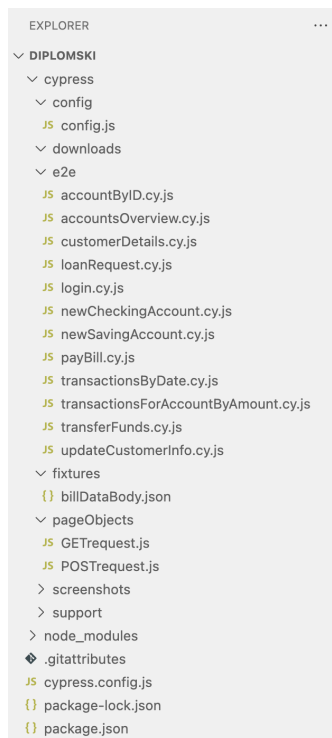 EXPLORER ...
DIPLOMSKI
cypress
config
JS config.js
downloads
e2e
JS accountByID.cy.js
JS accountsOverview.cy.js
JS customerDetails.cy.js
JS loanRequest.cy.js
JS login.cy.js
JS newCheckingAccount.cy.js
JS newSavingAccount.cy.js
JS payBill.cy.js
JS transactionsByDate.cy.js
JS transactionsForAccountByAmount.cy.js
JS transferFunds.cy.js
JS updateCustomerInfo.cy.js
fixtures
{ } billDataBody.json
pageObjects
JS GETrequest.js
JS POSTrequest.js
screenshots
support
node_modules
.gitattributes
JS cypress.config.js
{ } package-lock.json
{ } package.json